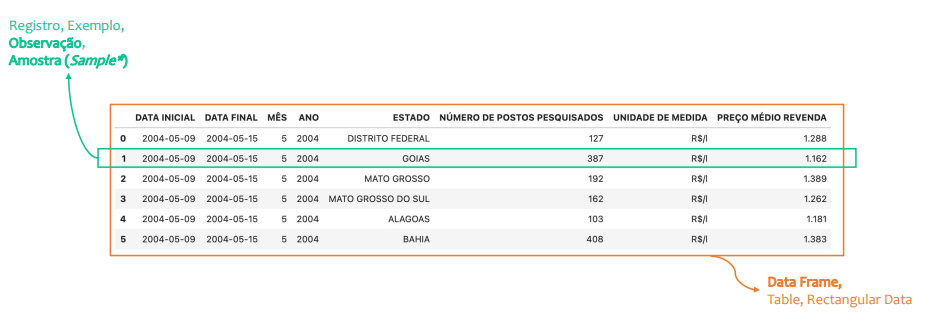 Registro, Exemplo,
Observação,
Amostra (Sample*)
DATA INICIAL DATA FINAL MÊS ANO ESTADO NÚMERO DE POSTOS PESQUISADOS UNIDADE DE MEDIDA PREÇO MÉDIO REVENDA
0 2004-05-09 2004-05-15 5 2004 DISTRITO FEDERAL 127 R$/l 1.288
1 2004-05-09 2004-05-15 5 2004 GOIAS 387 R$/l 1.162
2 2004-05-09 2004-05-15 5 2004 MATO GROSSO 192 R$/l 1.389
3 2004-05-09 2004-05-15 5 2004 MATO GROSSO DO SUL 162 R$/l 1.262
4 2004-05-09 2004-05-15 5 2004 ALAGOAS 103 R$/l 1.181
5 2004-05-09 2004-05-15 5 2004 BAHIA 408 R$/l 1.383
Data Frame,
Table, Rectangular Data